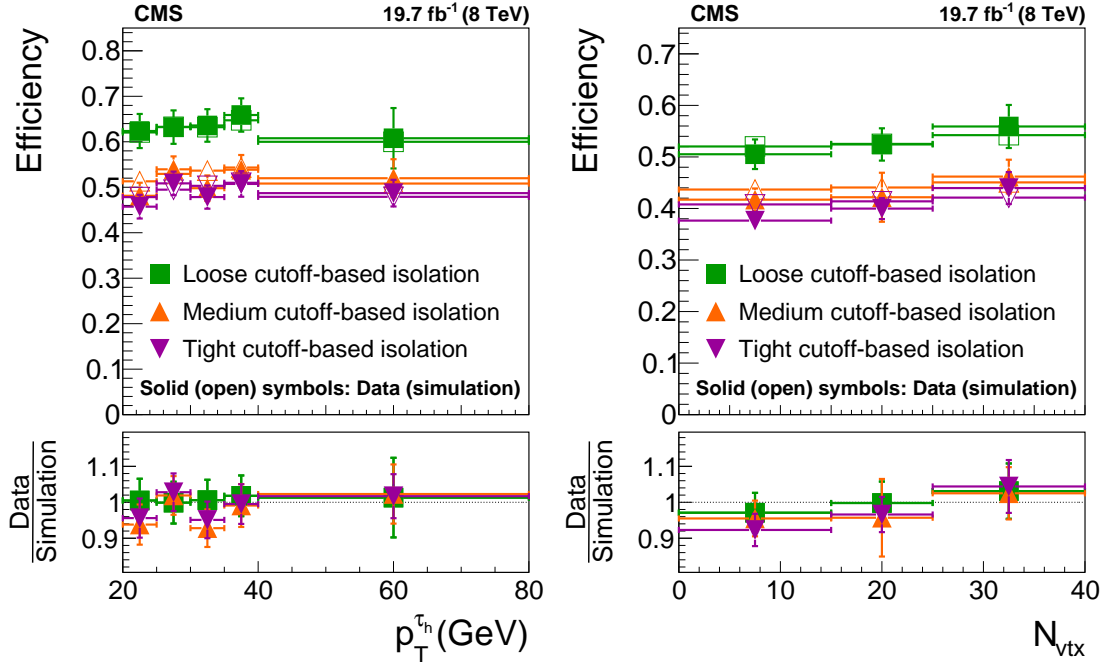 CMS 19.7 fb⁻¹ (8 TeV)
Efficiency
0.8
0.7
0.6
0.5
0.4
0.3
0.2
0.1
0
Loose cutoff-based isolation
Medium cutoff-based isolation
Tight cutoff-based isolation
Solid (open) symbols: Data (simulation)
Data
Simulation
1.1
1
0.9
20 40 60 80
p_T^{τ_h} (GeV)
CMS 19.7 fb⁻¹ (8 TeV)
Efficiency
0.7
0.6
0.5
0.4
0.3
0.2
0.1
0
Loose cutoff-based isolation
Medium cutoff-based isolation
Tight cutoff-based isolation
Solid (open) symbols: Data (simulation)
Data
Simulation
1.1
1
0.9
0 10 20 30 40
N_vtx